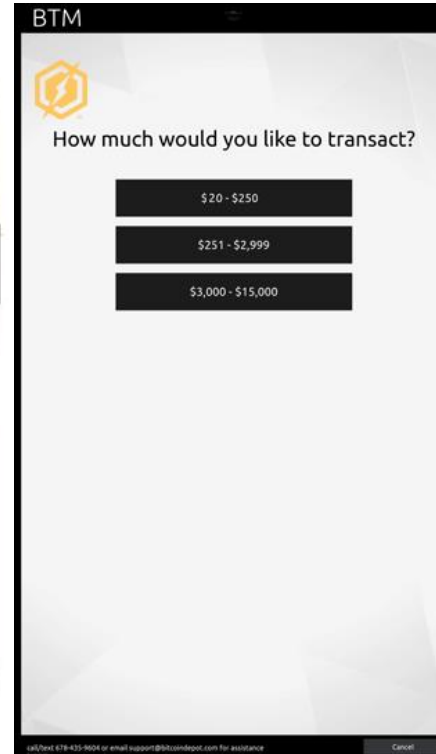 BTM
How much would you like to transact?
$20 - $250
$251 - $2,999
$3,000 - $15,000
call/text 678-435-9604 or email support@bitcoindepot.com for assistance
Cancel